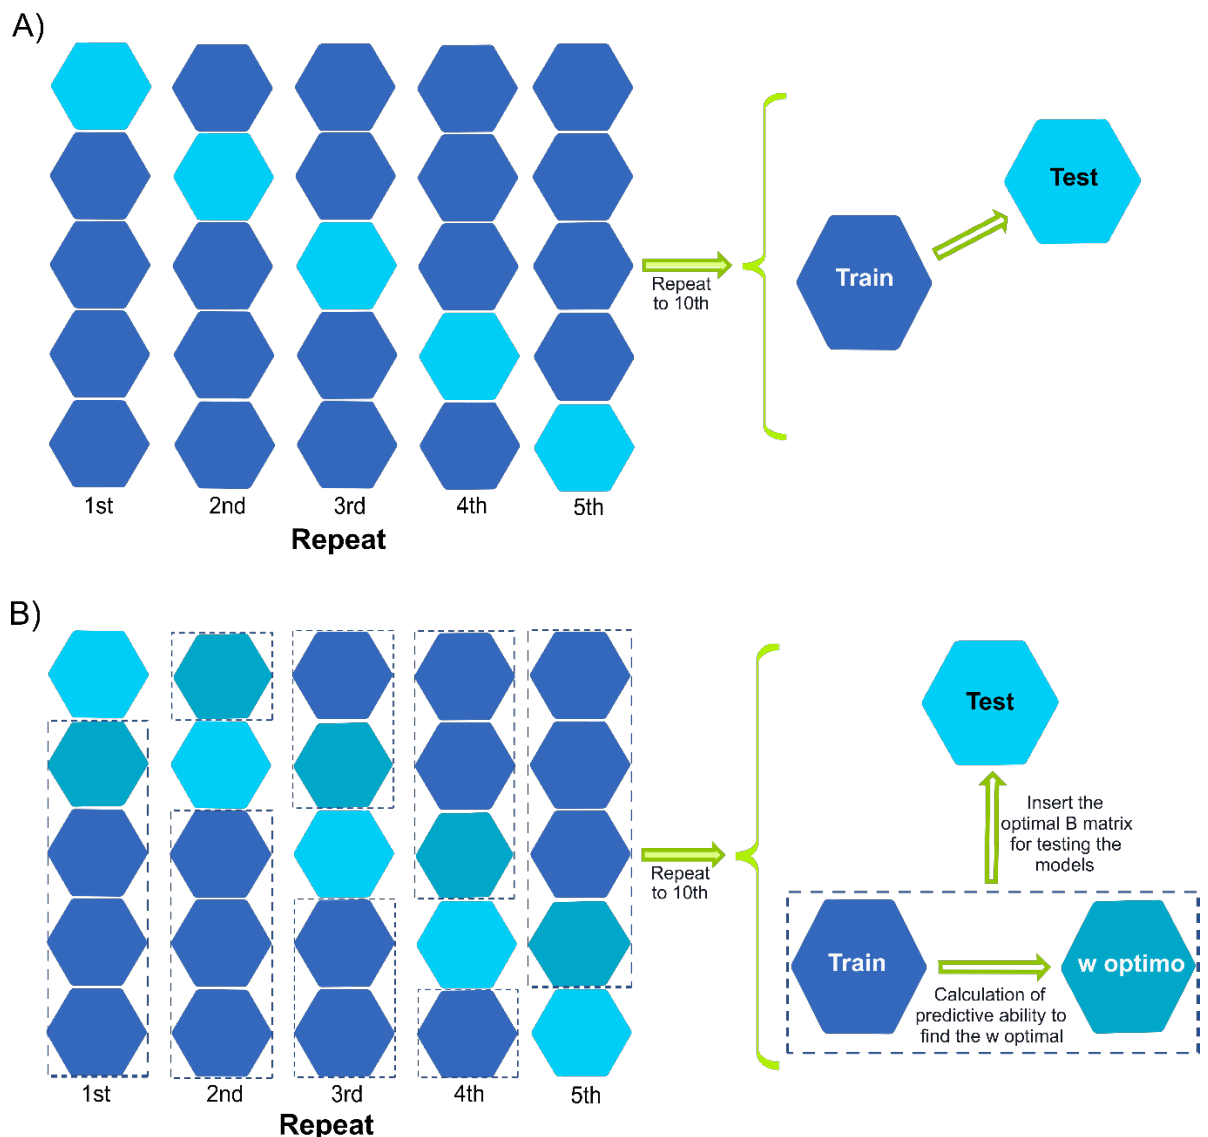 A)
Test
Train
Repeat
to 10th
1st 2nd 3rd 4th 5th
Repeat
B)
Test
Insert the
optimal B matrix
for testing the
models
Repeat
to 10th
Train
w optimo
Calculation of
predictive ability to
find the w optimal
1st 2nd 3rd 4th 5th
Repeat